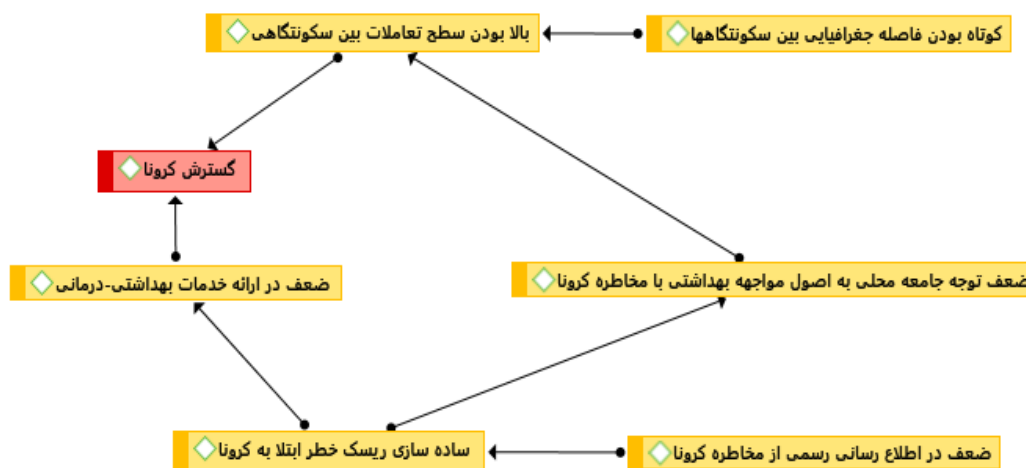 کوتاه بودن فاصله جغرافیایی بین سکونتگاهها
بالا بودن سطح تعاملات بین سکونتگاهی
گسترش کرونا
ضعف توجه جامعه محلی به اصول مواجهه بهداشتی با مخاطره کرونا
ضعف در ارائه خدمات بهداشتی-درمانی
ضعف در اطلاع رسانی رسمی از مخاطره کرونا
ساده سازی ریسک خطر ابتلا به کرونا